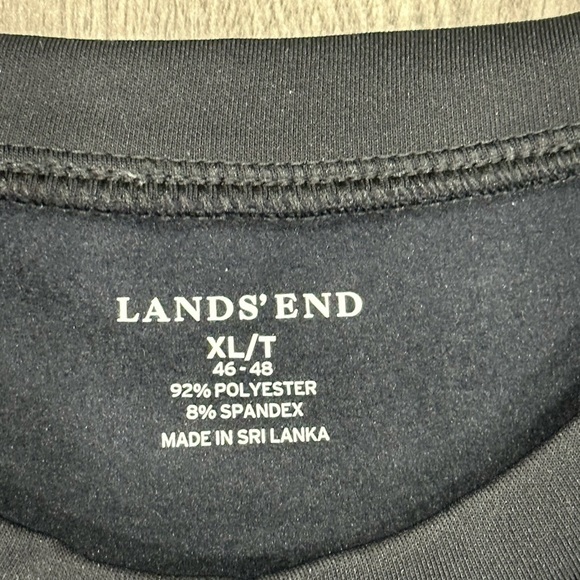 LANDS' END
XL/T
46 - 48
92% POLYESTER
8% SPANDEX
MADE IN SRI LANKA